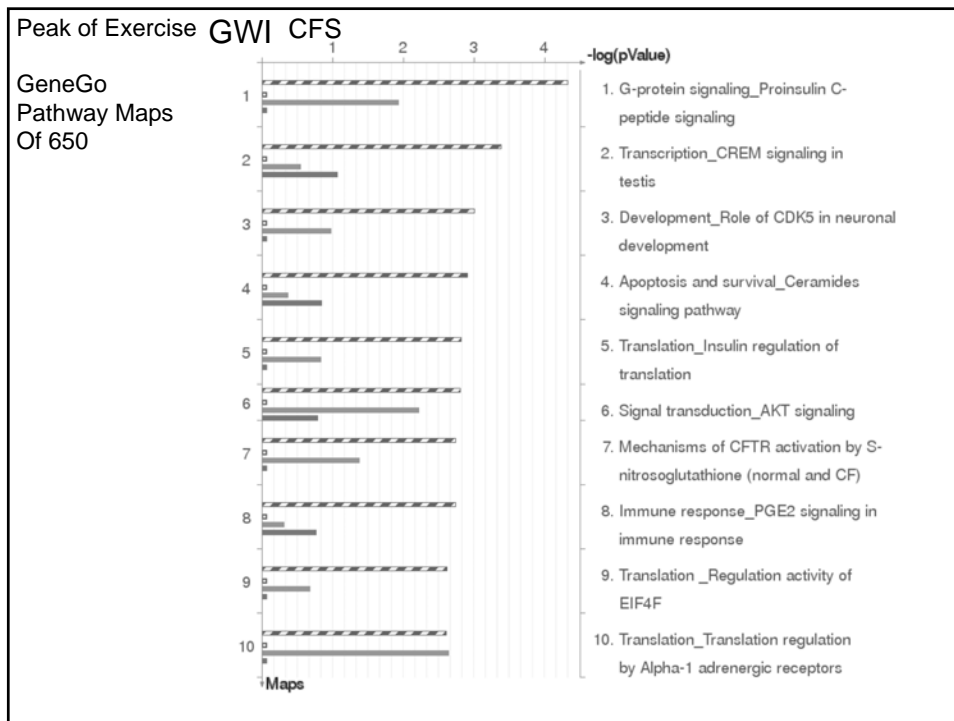 Peak of Exercise GWI CFS
GeneGo
Pathway Maps
Of 650
1 2 3 4
-log(pValue)
1
2
3
4
5
6
7
8
9
10
Maps
1. G-protein signaling_Proinsulin C-
peptide signaling
2. Transcription_CREM signaling in
testis
3. Development_Role of CDK5 in neuronal
development
4. Apoptosis and survival_Ceramides
signaling pathway
5. Translation_Insulin regulation of
translation
6. Signal transduction_AKT signaling
7. Mechanisms of CFTR activation by S-
nitrosoglutathione (normal and CF)
8. Immune response_PGE2 signaling in
immune response
9. Translation _Regulation activity of
EIF4F
10. Translation_Translation regulation
by Alpha-1 adrenergic receptors